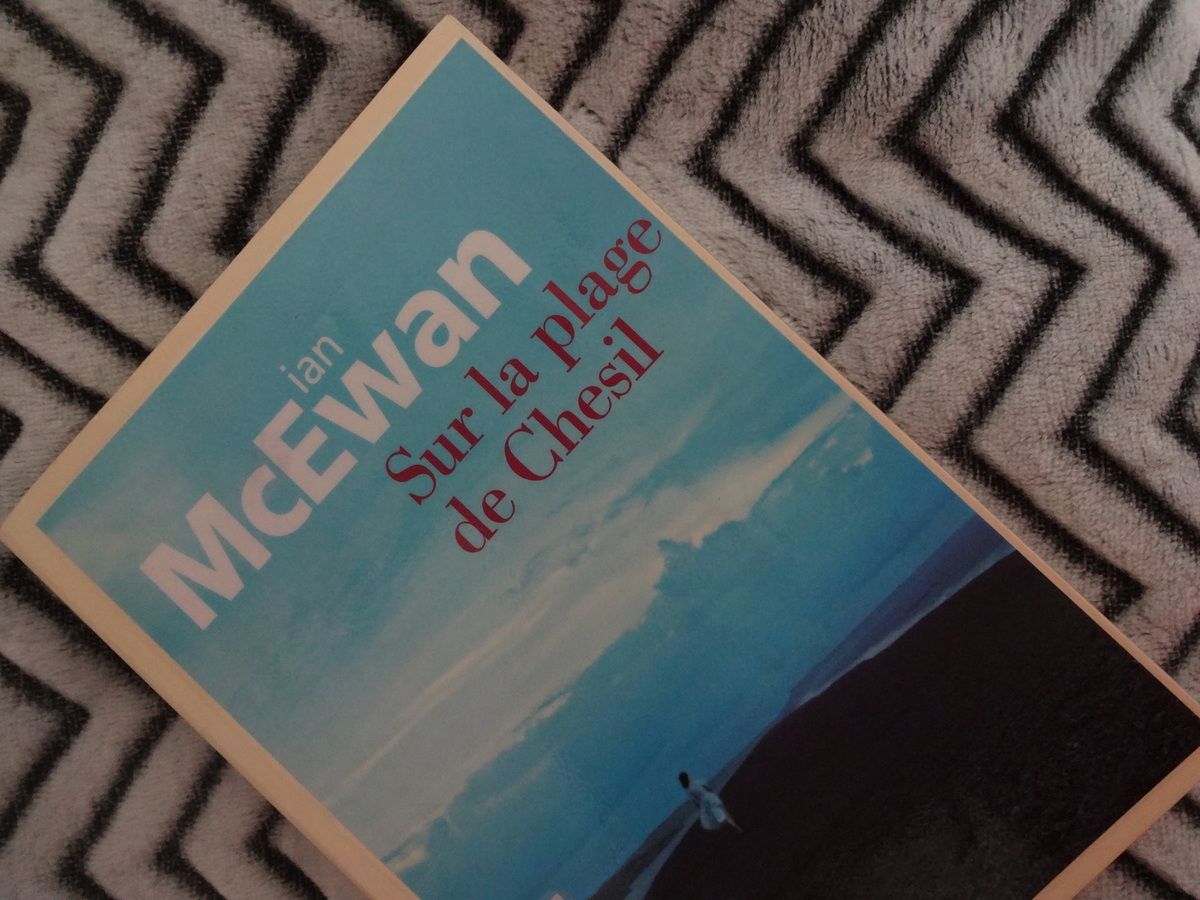 ian
McEwan
Sur la plage
de Chesil